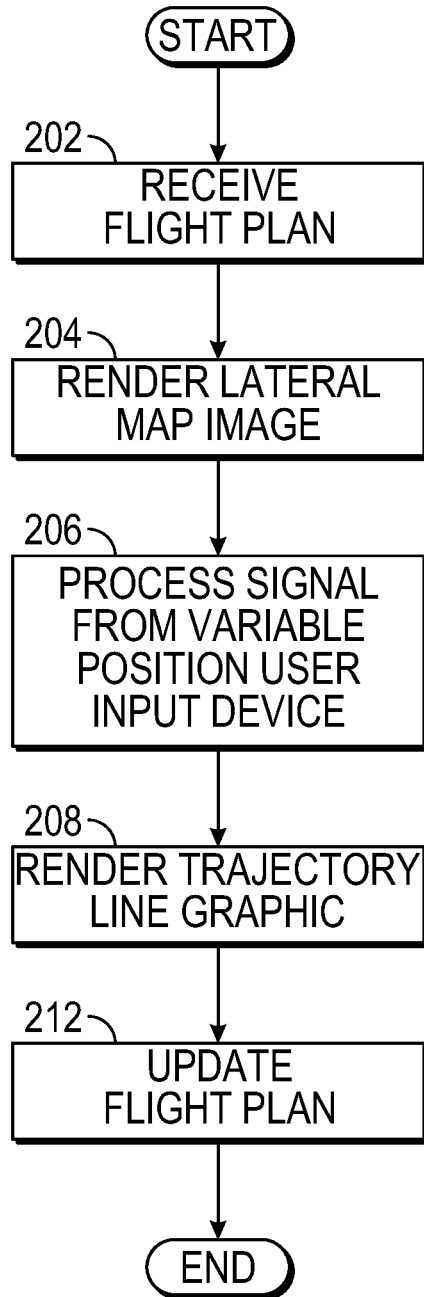 START
202
RECEIVE
FLIGHT PLAN
204
RENDER LATERAL
MAP IMAGE
206
PROCESS SIGNAL
FROM VARIABLE
POSITION USER
INPUT DEVICE
208
RENDER TRAJECTORY
LINE GRAPHIC
212
UPDATE
FLIGHT PLAN
END